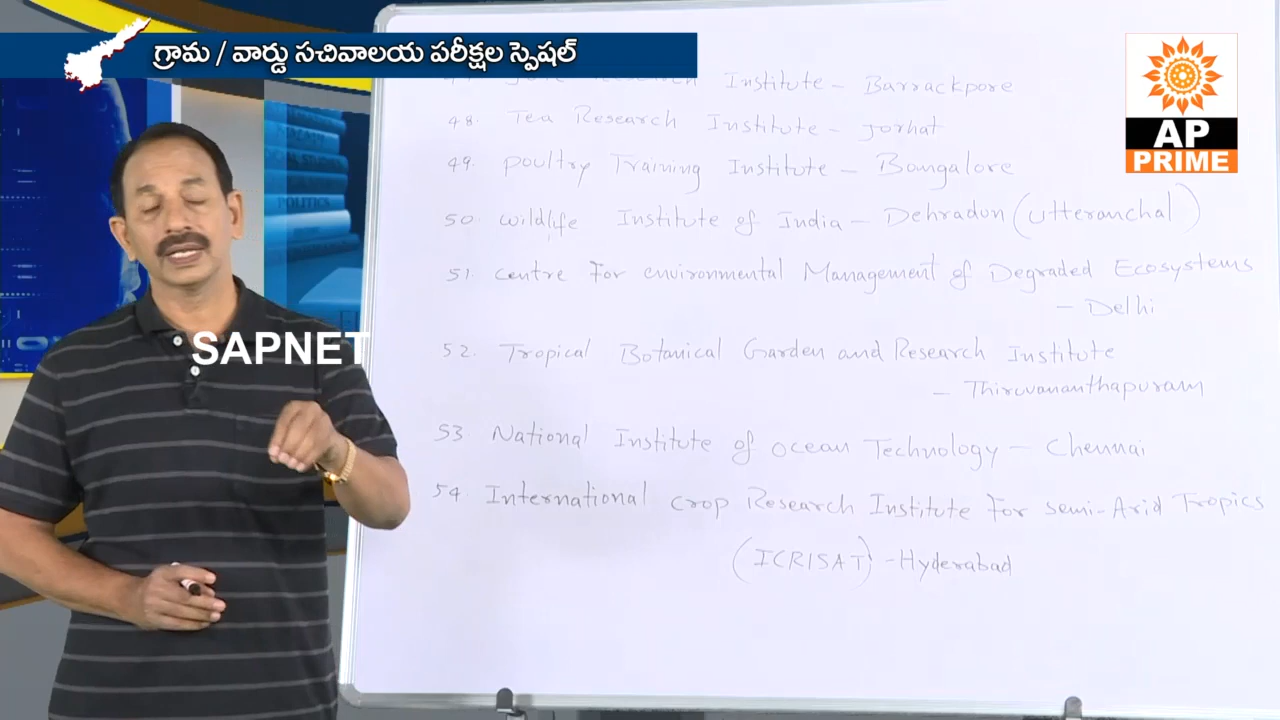 గ్రామ / వార్డు సచివాలయ పరీక్షల స్పెషల్
AP
PRIME
Research Institute - Barrackpore
48. Tea Research Institute - Jorhat
49. Poultry Training Institute - Bangalore
50. Wildlife Institute of India - Dehradun (Utteranchal)
51. Centre For environmental Management of Degraded Ecosystems
- Delhi
52. Tropical Botanical Garden and Research Institute
- Thiruvananthapuram
53 National Institute of Ocean Technology - Chennai
54. International Crop Research Institute For Semi-Arid Tropics
(ICRISAT) - Hyderabad
SAPNET
POLITICS